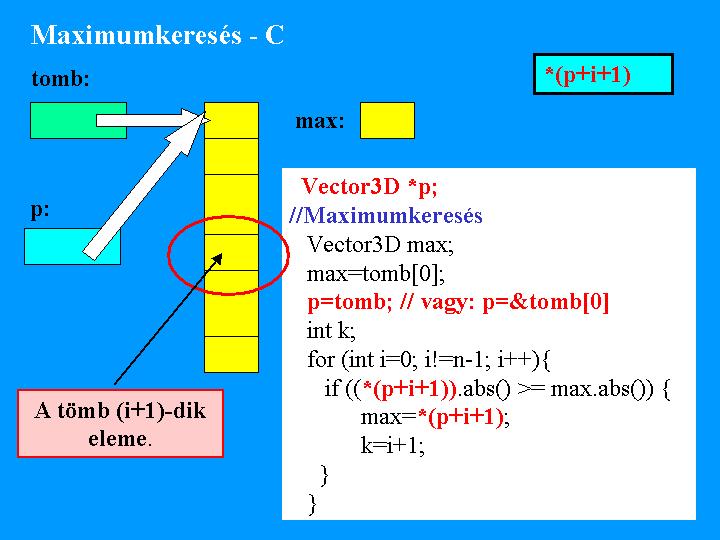 Maximumkeresés - C
tomb:
*(p+i+1)
max:
p:
Vector3D *p;
//Maximumkeresés
Vector3D max;
max=tomb[0];
p=tomb; // vagy: p=&tomb[0]
int k;
for (int i=0; i!=n-1; i++){
if ((*(p+i+1)).abs() >= max.abs()) {
max=*(p+i+1);
k=i+1;
}
}
A tömb (i+1)-dik
eleme.